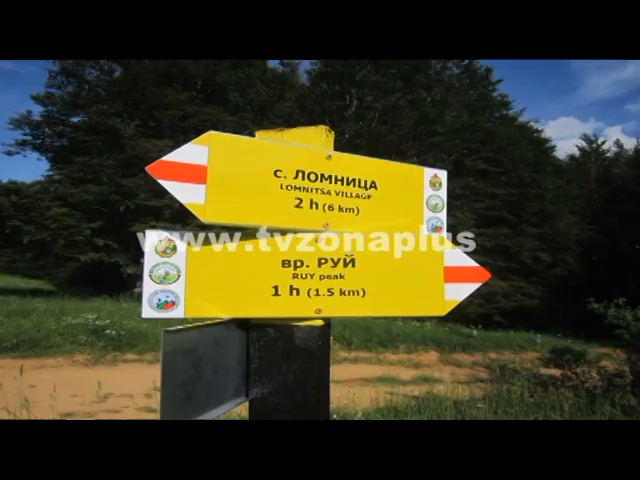 с. ЛОМНИЦА
LOMNITSA VILLAGE
2 h (6 km)
www.tvzonaplus
вр. РУЙ
RUY peak
1 h (1.5 km)